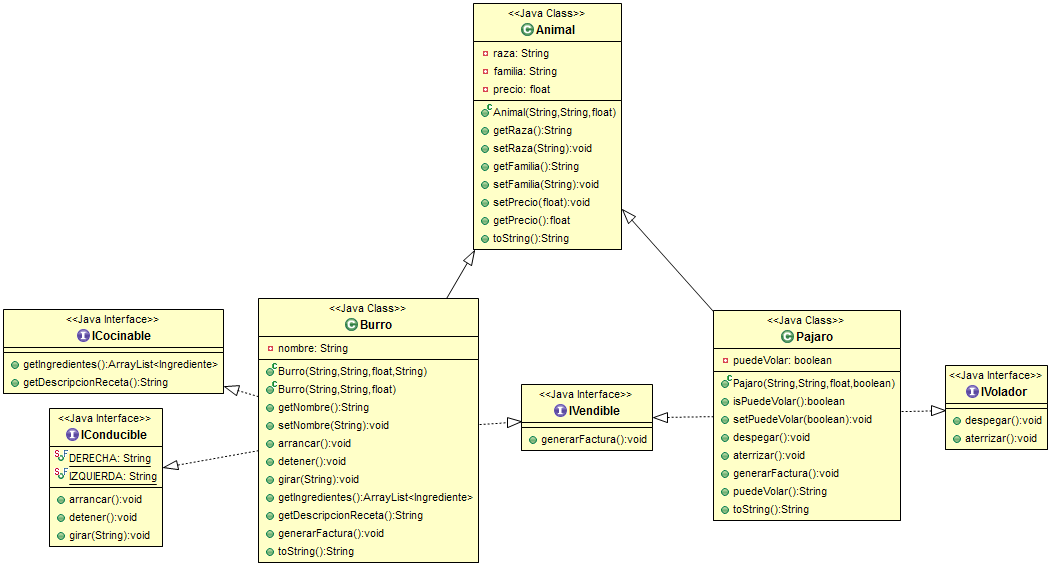 <<Java Class>>
Animal
raza: String
familia: String
precio: float
Animal(String,String,float)
getRaza():String
setRaza(String):void
getFamilia():String
setFamilia(String):void
setPrecio(float):void
getPrecio():float
toString():String
<<Java Interface>>
ICocinable
getIngredientes():ArrayList<Ingrediente>
getDescripcionReceta():String
<<Java Interface>>
IConducible
DERECHA: String
IZQUIERDA: String
arrancar():void
detener():void
girar(String):void
<<Java Class>>
Burro
nombre: String
Burro(String,String,float,String)
Burro(String,String,float)
getNombre():String
setNombre(String):void
arrancar():void
detener():void
girar(String):void
getIngredientes():ArrayList<Ingrediente>
getDescripcionReceta():String
generarFactura():void
toString():String
<<Java Interface>>
IVendible
generarFactura():void
<<Java Class>>
Pajaro
puedeVolar: boolean
Pajaro(String,String,float,boolean)
isPuedeVolar():boolean
setPuedeVolar(boolean):void
despegar():void
aterrizar():void
generarFactura():void
puedeVolar():String
toString():String
<<Java Interface>>
IVolador
despegar():void
aterrizar():void